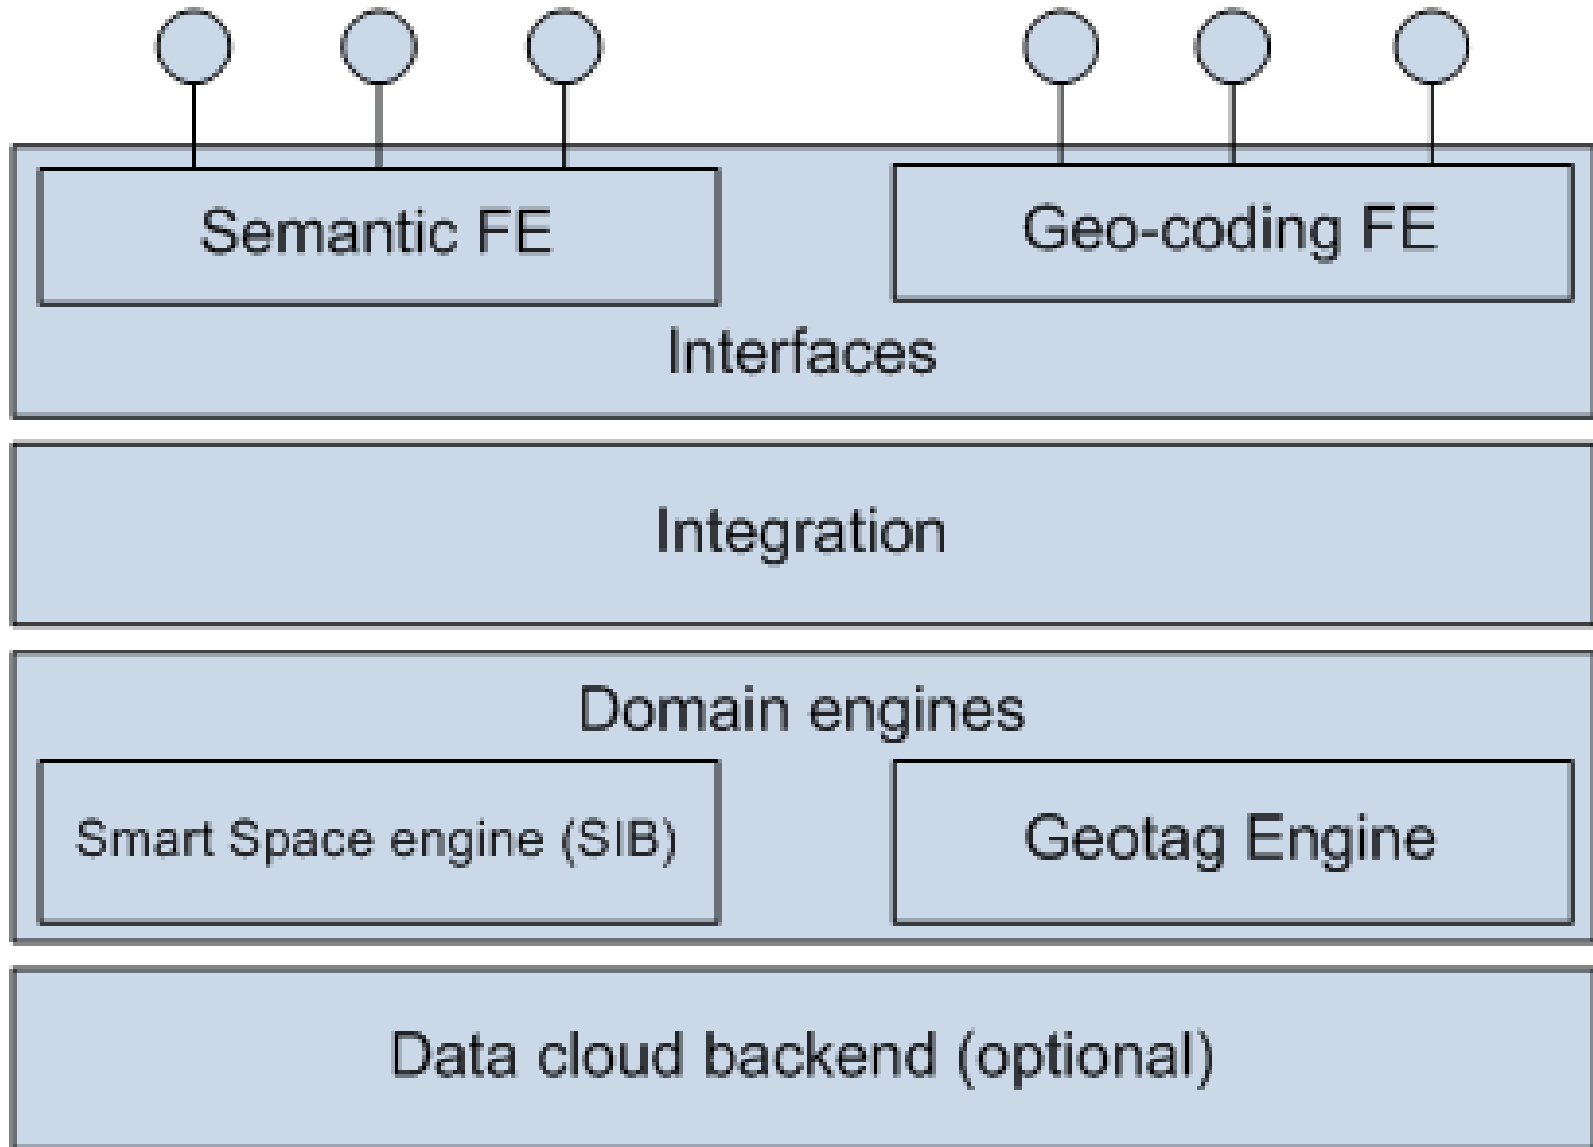 Semantic FE
Geo-coding FE
Interfaces
Integration
Domain engines
Smart Space engine (SIB)
Geotag Engine
Data cloud backend (optional)